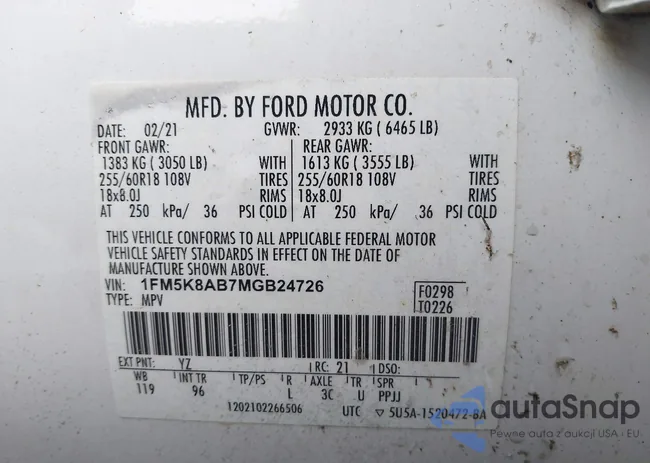 MFD. BY FORD MOTOR CO.
DATE: 02/21 GVWR: 2933 KG ( 6465 LB)
FRONT GAWR: REAR GAWR:
1383 KG ( 3050 LB) WITH 1613 KG ( 3555 LB) WITH
255/60R18 108V TIRES 255/60R18 108V TIRES
18x8.0J RIMS 18x8.0J RIMS
AT 250 kPa/ 36 PSI COLD AT 250 kPa/ 36 PSI COLD
THIS VEHICLE CONFORMS TO ALL APPLICABLE FEDERAL MOTOR
VEHICLE SAFETY STANDARDS IN EFFECT ON THE DATE OF
MANUFACTURE SHOWN ABOVE.
VIN: 1FM5K8AB7MGB24726 F0298
TYPE: MPV T0226
EXT PNT: YZ RC: 21 DSO:
WB INT TR TP/PS R AXLE TR SPR
119 96 L 3C U PPJJ
1202102266506 UTC ▽ 5U5A-1520472-BA
autoSnap
Pewne auta z aukcji USA i EU